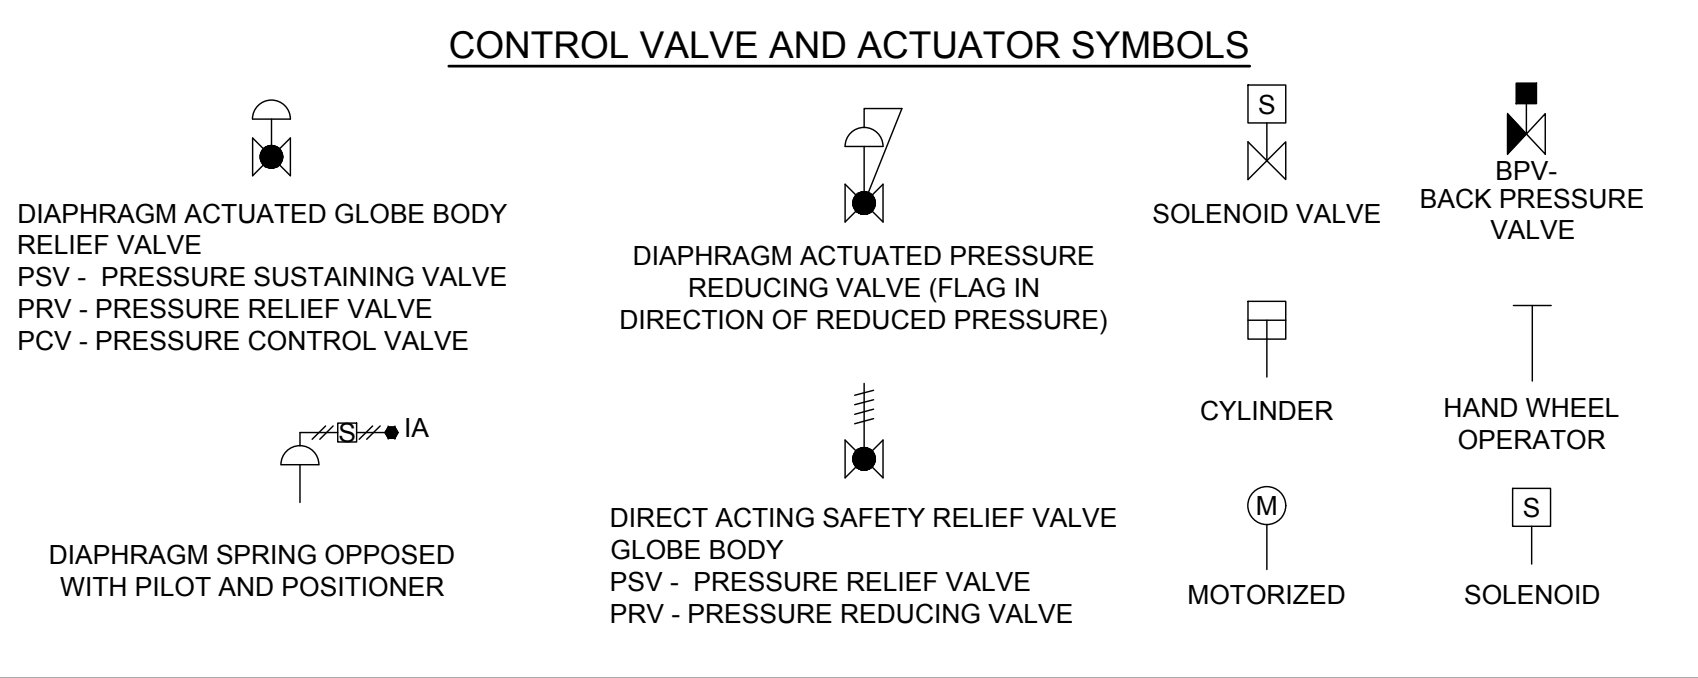 CONTROL VALVE AND ACTUATOR SYMBOLS
DIAPHRAGM ACTUATED GLOBE BODY
RELIEF VALVE
PSV -  PRESSURE SUSTAINING VALVE
PRV - PRESSURE RELIEF VALVE
PCV - PRESSURE CONTROL VALVE
DIAPHRAGM ACTUATED PRESSURE
REDUCING VALVE (FLAG IN
DIRECTION OF REDUCED PRESSURE)
S
SOLENOID VALVE
BPV-
BACK PRESSURE
VALVE
CYLINDER
HAND WHEEL
OPERATOR
S
IA
DIAPHRAGM SPRING OPPOSED
WITH PILOT AND POSITIONER
DIRECT ACTING SAFETY RELIEF VALVE
GLOBE BODY
PSV -  PRESSURE RELIEF VALVE
PRV - PRESSURE REDUCING VALVE
M
MOTORIZED
S
SOLENOID